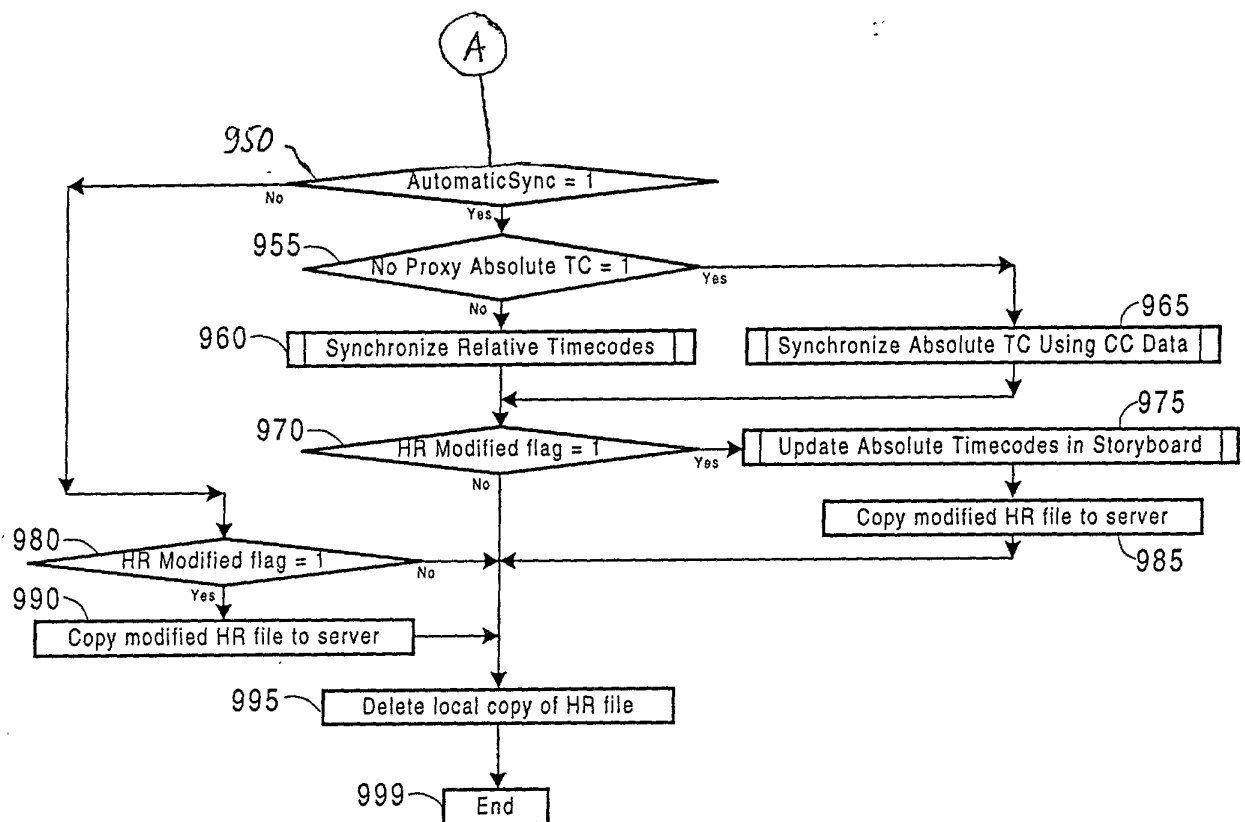 A
950
AutomaticSync = 1
No
Yes
955
No Proxy Absolute TC = 1
Yes
No
960
Synchronize Relative Timecodes
965
Synchronize Absolute TC Using CC Data
970
HR Modified flag = 1
Yes
No
975
Update Absolute Timecodes in Storyboard
Copy modified HR file to server
985
980
HR Modified flag = 1
No
Yes
990
Copy modified HR file to server
995
Delete local copy of HR file
999
End